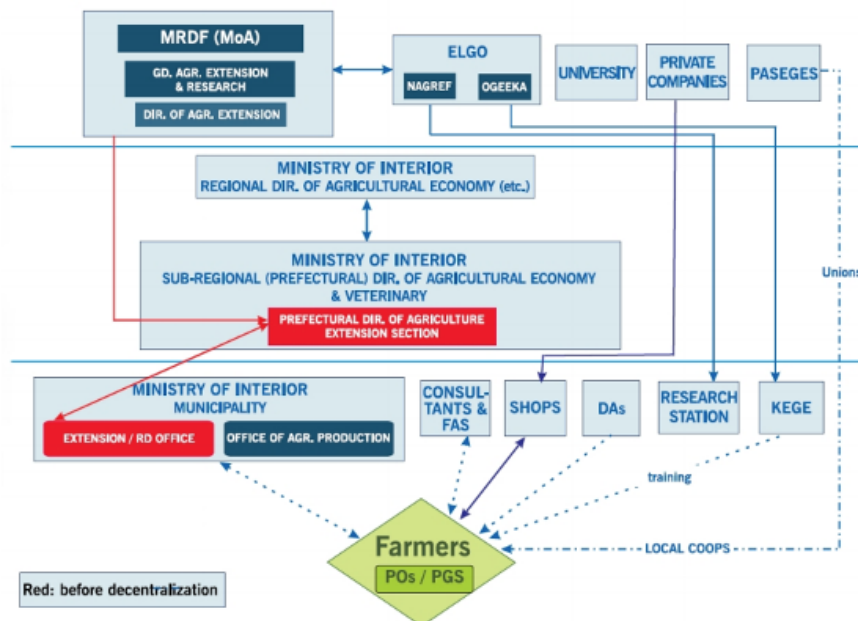 MRDF (MoA)
GD. AGR. EXTENSION
& RESEARCH
DIR. OF AGR. EXTENSION
ELGO
NAGREF
OGEEKA
UNIVERSITY
PRIVATE
COMPANIES
PASEGES
MINISTRY OF INTERIOR
REGIONAL DIR. OF AGRICULTURAL ECONOMY (etc.)
MINISTRY OF INTERIOR
SUB-REGIONAL (PREFECTURAL) DIR. OF AGRICULTURAL ECONOMY
& VETERINARY
PREFECTURAL DIR. OF AGRICULTURE
EXTENSION SECTION
Unions
MINISTRY OF INTERIOR
MUNICIPALITY
EXTENSION / RD OFFICE
OFFICE OF AGR. PRODUCTION
CONSUL-
TANTS &
FAS
SHOPS
DAs
RESEARCH
STATION
KEGE
training
Farmers
POs / PGS
LOCAL COOPS
Red: before decentralization